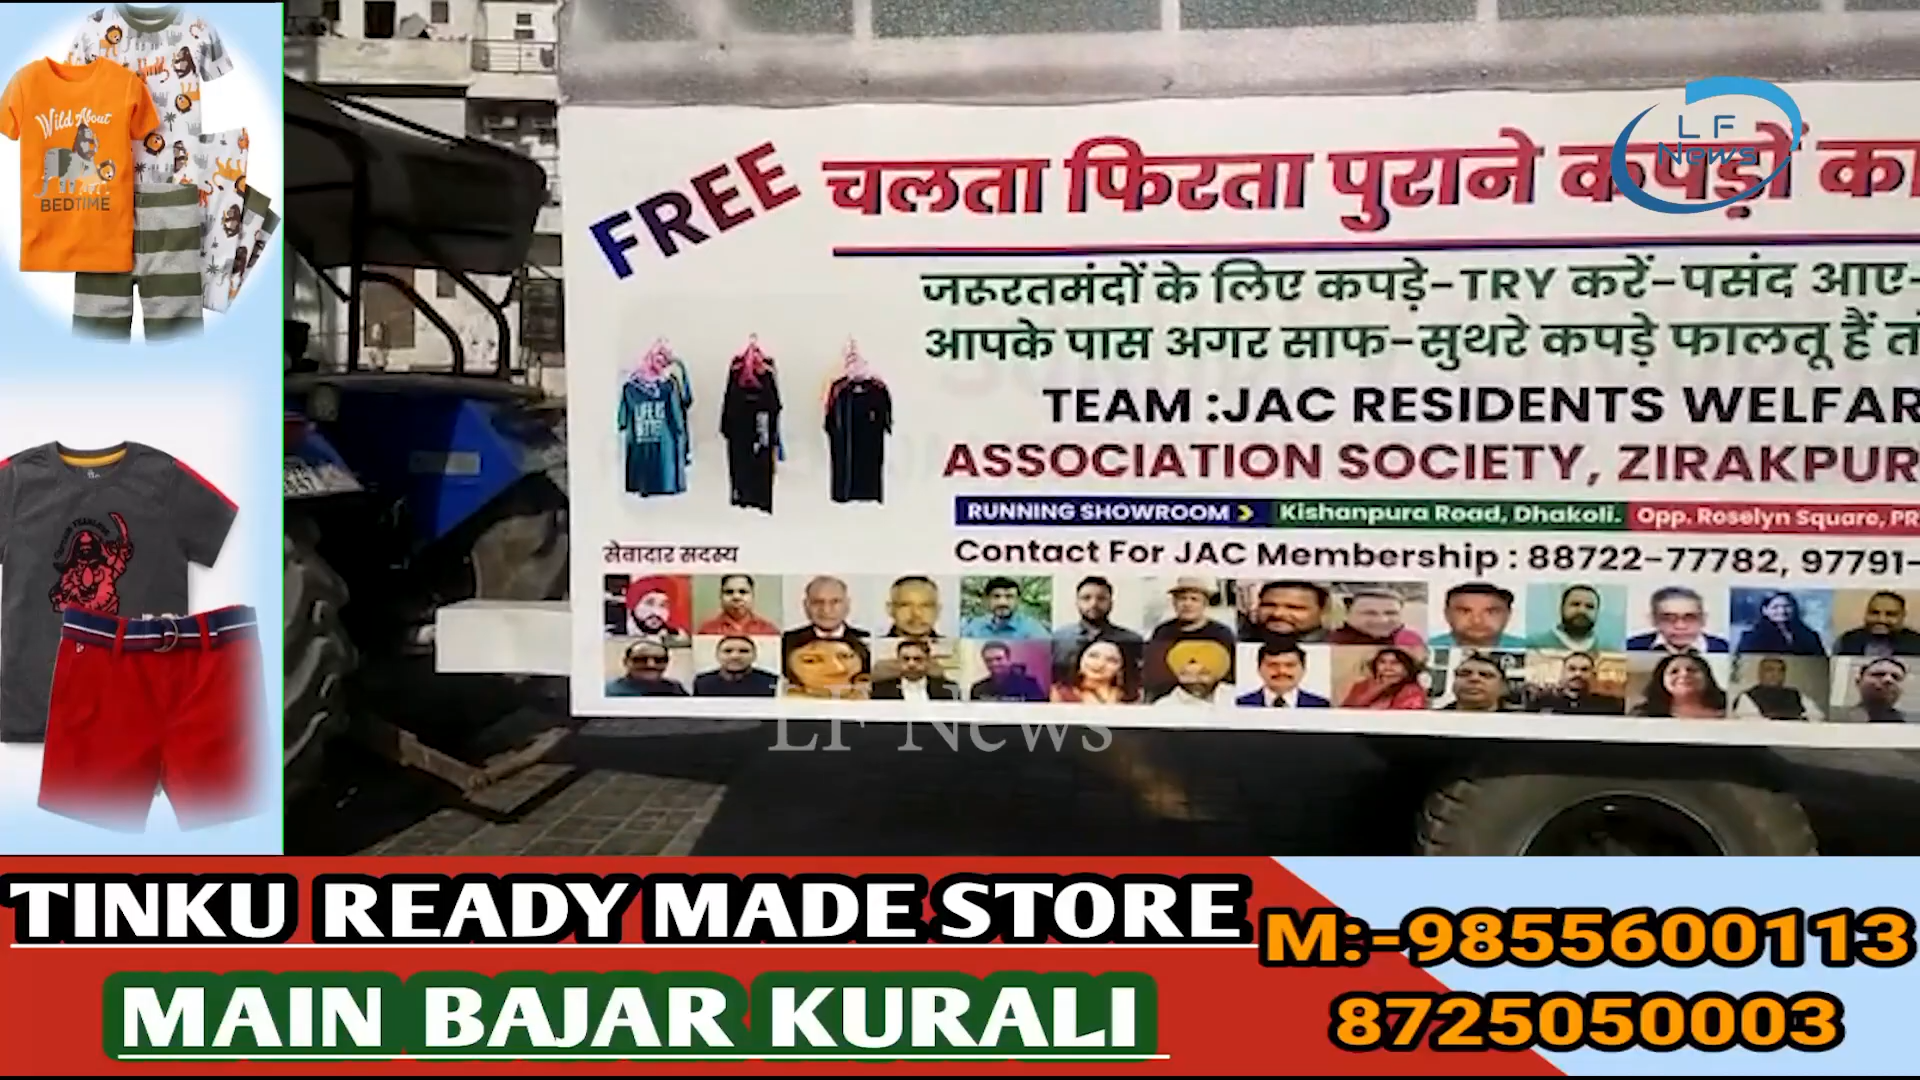 Wild About
BEDTIME
L F
News
FREE
चलता फिरता पुराने कपड़ों का
जरूरतमंदों के लिए कपड़े-TRY करें-पसंद आए-
आपके पास अगर साफ-सुथरे कपड़े फालतू हैं
TEAM :JAC RESIDENTS WELFAR
ASSOCIATION SOCIETY, ZIRAKPUR
RUNNING SHOWROOM Kishanpura Road, Dhakoli. Opp. Roselyn Square, PR
Contact For JAC Membership : 88722-77782, 97791-
सेवादार सदस्य
LF News
TINKU READY MADE STORE
MAIN BAJAR KURALI
M:-9855600113
8725050003